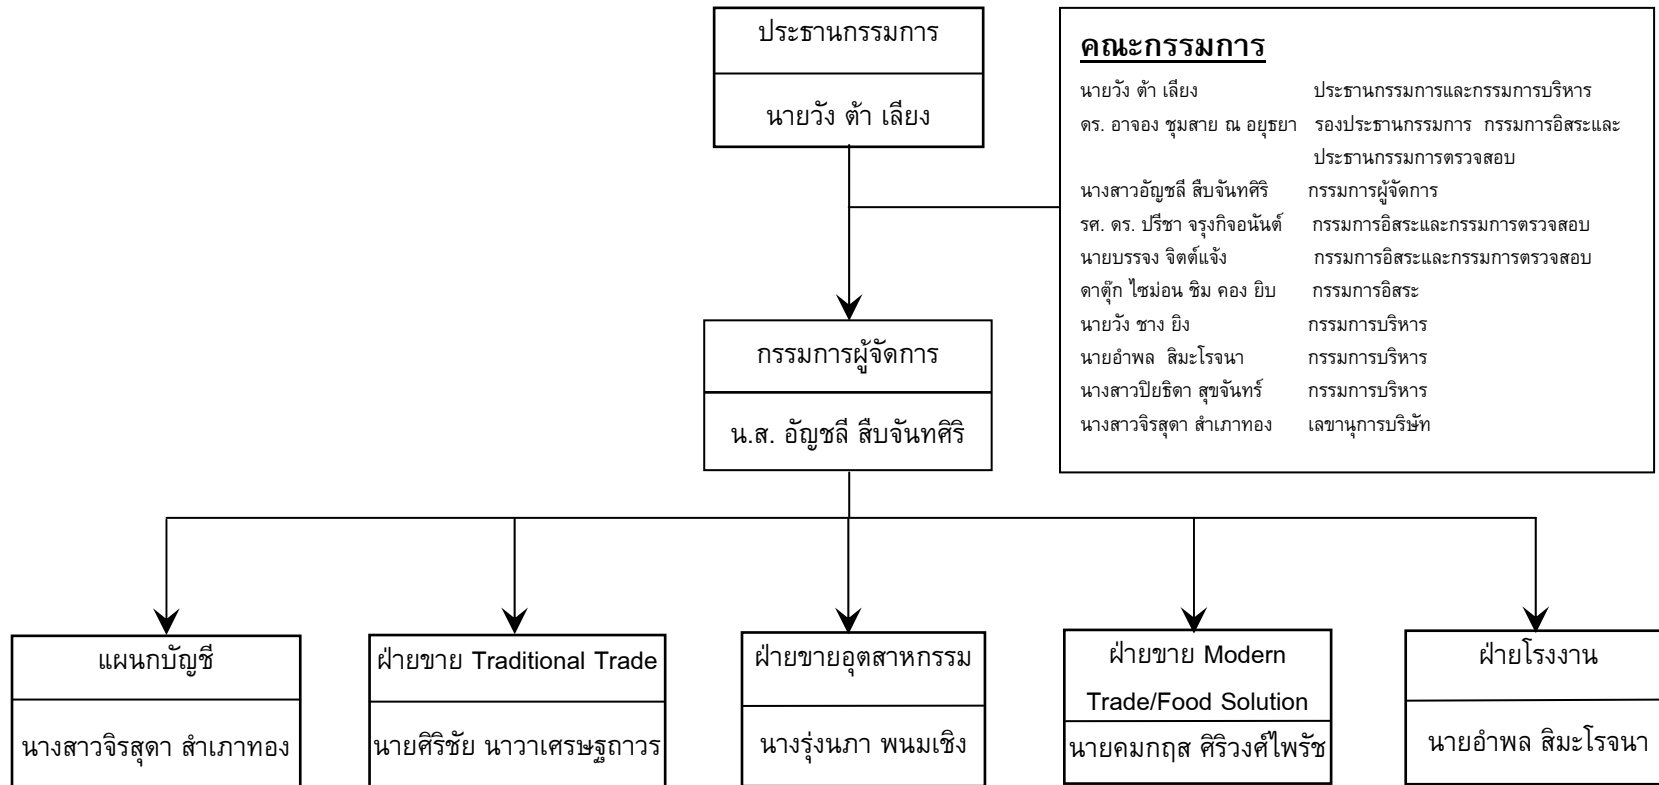 ประธานกรรมการ
นายวัง ต้า เลียง
คณะกรรมการ
นายวัง ต้า เลียง ประธานกรรมการและกรรมการบริหาร
ดร. อาจอง ชุมสาย ณ อยุธยา รองประธานกรรมการ กรรมการอิสระและ
ประธานกรรมการตรวจสอบ
นางสาวอัญชลี สืบจันทศิริ กรรมการผู้จัดการ
รศ. ดร. ปรีชา จรุงกิจอนันต์ กรรมการอิสระและกรรมการตรวจสอบ
นายบรรจง จิตต์แจ้ง กรรมการอิสระและกรรมการตรวจสอบ
ดาตุ๊ก ไซม่อน ชิม คอง ยิบ กรรมการอิสระ
นายวัง ชาง ยิง กรรมการบริหาร
นายอำพล สิมะโรจนา กรรมการบริหาร
นางสาวปิยธิดา สุขจันทร์ กรรมการบริหาร
นางสาวจิรสุดา สำเภาทอง เลขานุการบริษัท
กรรมการผู้จัดการ
น.ส. อัญชลี สืบจันทศิริ
แผนกบัญชี
นางสาวจิรสุดา สำเภาทอง
ฝ่ายขาย Traditional Trade
นายศิริชัย นาวาเศรษฐถาวร
ฝ่ายขายอุตสาหกรรม
นางรุ่งนภา พนมเชิง
ฝ่ายขาย Modern
Trade/Food Solution
นายคมกฤส ศิริวงศ์ไพรัช
ฝ่ายโรงงาน
นายอำพล สิมะโรจนา